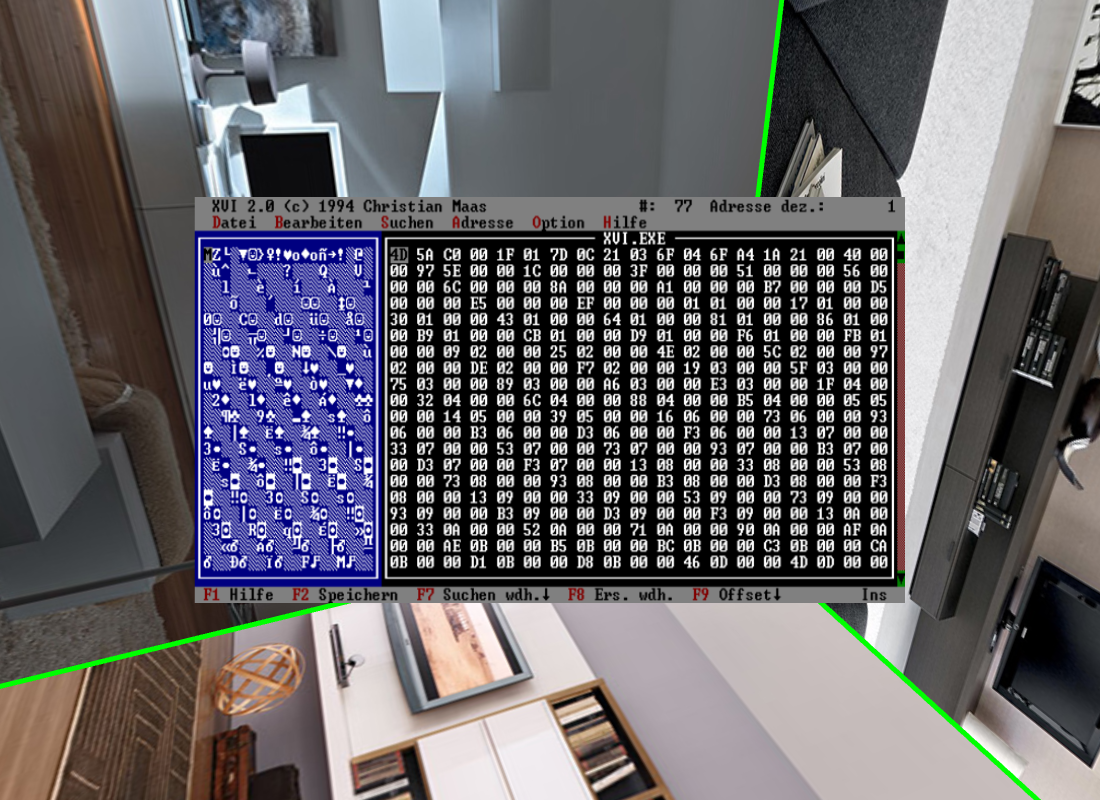 XVI 2.0 (c) 1994 Christian Maas #: 77 Adresse dez.: 1
Datei Bearbeiten Suchen Adresse Option Hilfe
XVI.EXE
4D 5A C0 00 1F 01 7D 0C 21 03 6F 04 6F A4 1A 21 00 40 00
00 97 5E 00 00 1C 00 00 00 3F 00 00 00 51 00 00 00 56 00
00 00 6C 00 00 00 8A 00 00 00 A1 00 00 00 B7 00 00 00 D5
00 00 00 E5 00 00 00 EF 00 00 00 01 01 00 00 17 01 00 00
30 01 00 00 43 01 00 00 64 01 00 00 81 01 00 00 86 01 00
00 B9 01 00 00 CB 01 00 00 D9 01 00 00 F6 01 00 00 FB 01
00 00 09 02 00 00 25 02 00 00 4E 02 00 00 5C 02 00 00 97
02 00 00 DE 02 00 00 F7 02 00 00 19 03 00 00 5F 03 00 00
75 03 00 00 89 03 00 00 A6 03 00 00 E3 03 00 00 1F 04 00
00 32 04 00 00 6C 04 00 00 88 04 00 00 B5 04 00 00 05 05
00 00 14 05 00 00 39 05 00 00 16 06 00 00 73 06 00 00 93
06 00 00 B3 06 00 00 D3 06 00 00 F3 06 00 00 13 07 00 00
33 07 00 00 53 07 00 00 73 07 00 00 93 07 00 00 B3 07 00
00 D3 07 00 00 F3 07 00 00 13 08 00 00 33 08 00 00 53 08
00 00 73 08 00 00 93 08 00 00 B3 08 00 00 D3 08 00 00 F3
08 00 00 13 09 00 00 33 09 00 00 53 09 00 00 73 09 00 00
93 09 00 00 B3 09 00 00 D3 09 00 00 F3 09 00 00 13 0A 00
00 33 0A 00 00 52 0A 00 00 71 0A 00 00 90 0A 00 00 AF 0A
00 00 AE 0B 00 00 B5 0B 00 00 BC 0B 00 00 C3 0B 00 00 CA
0B 00 00 D1 0B 00 00 D8 0B 00 00 46 0D 00 00 4D 0D 00 00
F1 Hilfe F2 Speichern F7 Suchen wdh.↓ F8 Ers. wdh. F9 Offset↓ Ins